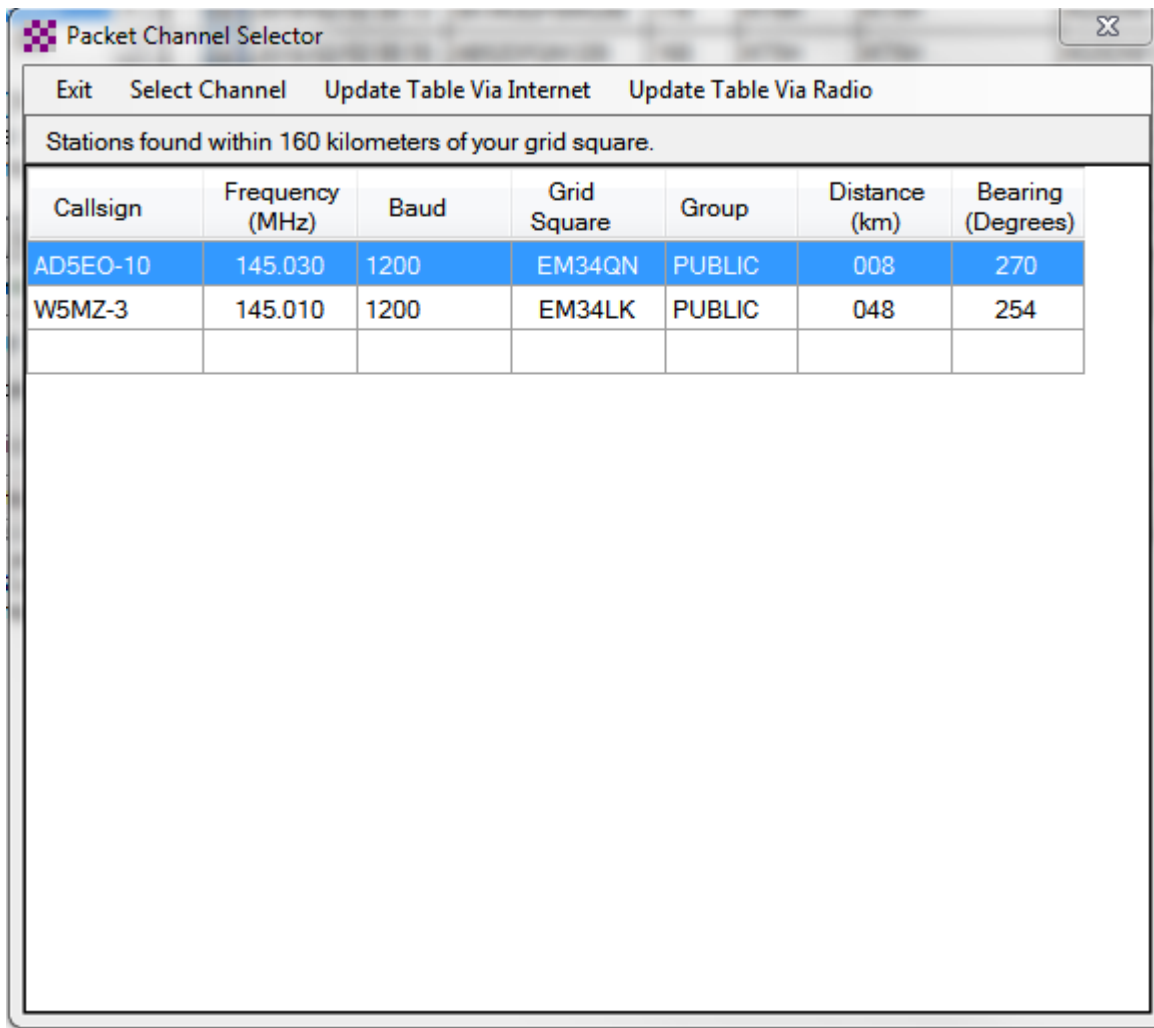 Packet Channel Selector
Exit Select Channel Update Table Via Internet Update Table Via Radio
Stations found within 160 kilometers of your grid square.
Callsign Frequency (MHz) Baud Grid Square Group Distance (km) Bearing (Degrees)
AD5EO-10 145.030 1200 EM34QN PUBLIC 008 270
W5MZ-3 145.010 1200 EM34LK PUBLIC 048 254